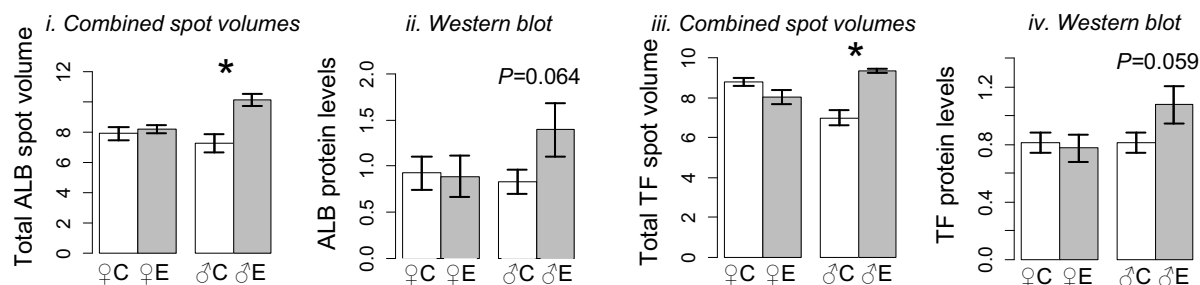 i. Combined spot volumes
Total ALB spot volume
12
10
8
6
4
2
0
*
♀C ♀E ♂C ♂E
ii. Western blot
ALB protein levels
2.0
1.5
1.0
0.5
0.0
P=0.064
♀C ♀E ♂C ♂E
iii. Combined spot volumes
Total TF spot volume
10
8
6
4
2
0
*
♀C ♀E ♂C ♂E
iv. Western blot
TF protein levels
1.2
0.8
0.4
0.0
P=0.059
♀C ♀E ♂C ♂E